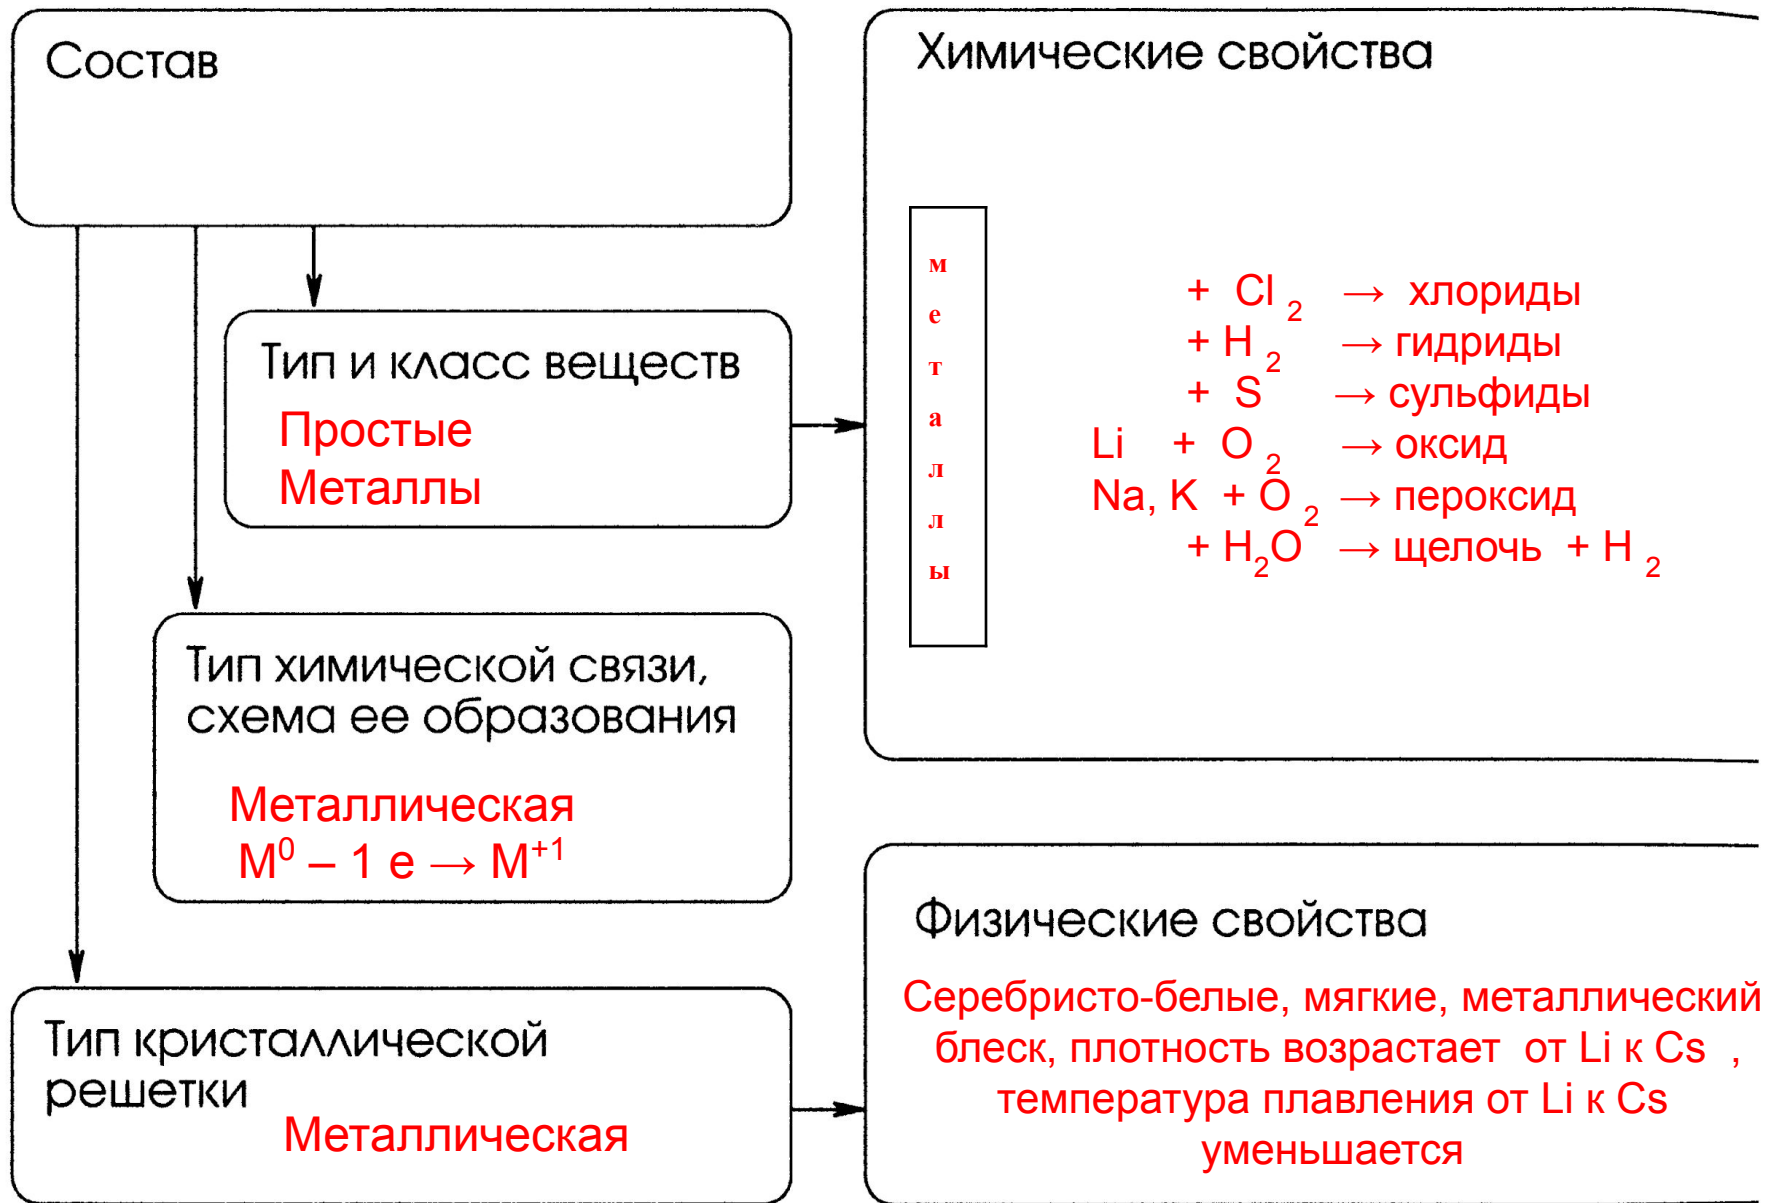 Состав
Тип и класс веществ
Простые
Металлы
Тип химической связи,
схема ее образования
Металлическая
M⁰ – 1 e → M⁺¹
Тип кристаллической
решетки
Металлическая
Химические свойства
м
е
т
а
л
л
ы
+ Cl ₂ → хлориды
+ H ₂ → гидриды
+ S → сульфиды
Li + O ₂ → оксид
Na, K + O ₂ → пероксид
+ H₂O → щелочь + H ₂
Физические свойства
Серебристо-белые, мягкие, металлический
блеск, плотность возрастает от Li к Cs ,
температура плавления от Li к Cs
уменьшается